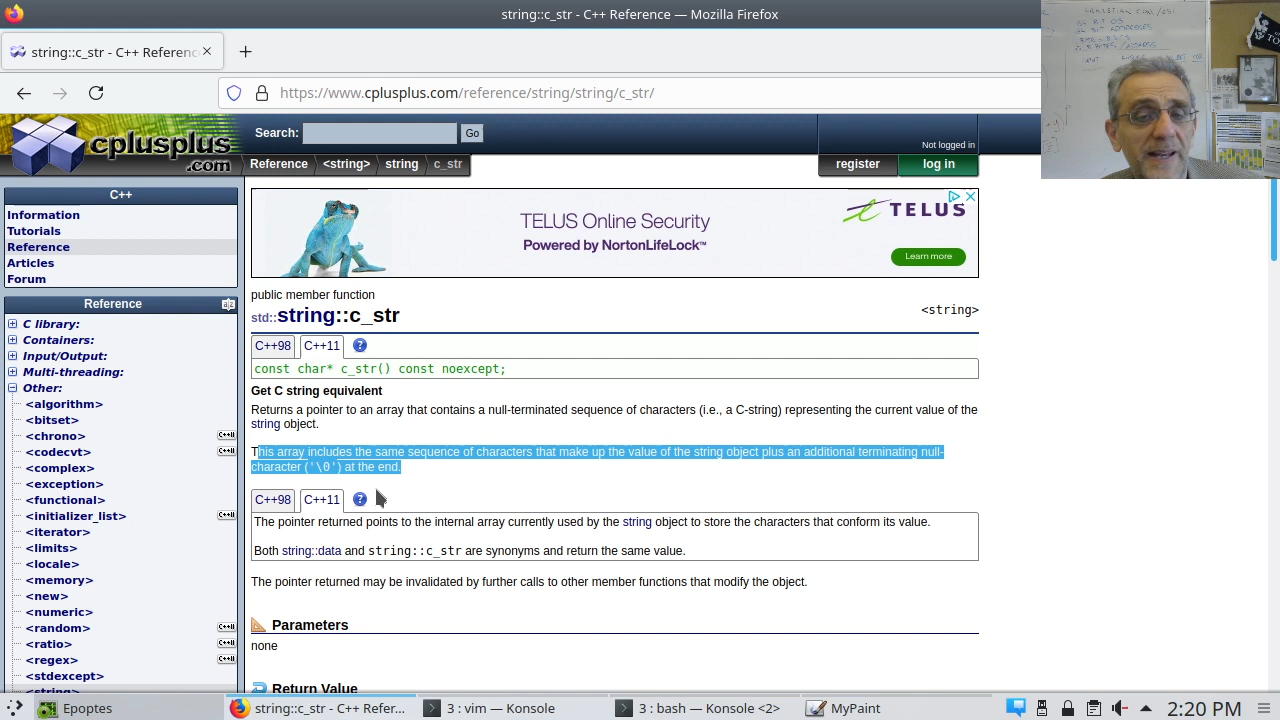 string::c_str - C++ Reference — Mozilla Firefox
string::c_str - C++ Referenc
https://www.cplusplus.com/reference/string/string/c_str/
cplusplus
.com
Search:
Go
Not logged in
Reference
<string>
string
c_str
register
log in
C++
Information
Tutorials
Reference
Articles
Forum
Reference
C library:
Containers:
Input/Output:
Multi-threading:
Other:
<algorithm>
<bitset>
<chrono>
<codecvt>
<complex>
<exception>
<functional>
<initializer_list>
<iterator>
<limits>
<locale>
<memory>
<new>
<numeric>
<random>
<ratio>
<regex>
<stdexcept>
<string>
TELUS Online Security
Powered by NortonLifeLock™
TELUS
Learn more
public member function
<string>
std::string::c_str
C++98 C++11
const char* c_str() const noexcept;
Get C string equivalent
Returns a pointer to an array that contains a null-terminated sequence of characters (i.e., a C-string) representing the current value of the
string object.
This array includes the same sequence of characters that make up the value of the string object plus an additional terminating null-
character ('\0') at the end.
C++98 C++11
The pointer returned points to the internal array currently used by the string object to store the characters that conform its value.
Both string::data and string::c_str are synonyms and return the same value.
The pointer returned may be invalidated by further calls to other member functions that modify the object.
Parameters
none
Return Value
Epoptes
string::c_str - C++ Refer...
3 : vim — Konsole
3 : bash — Konsole <2>
MyPaint
2:20 PM